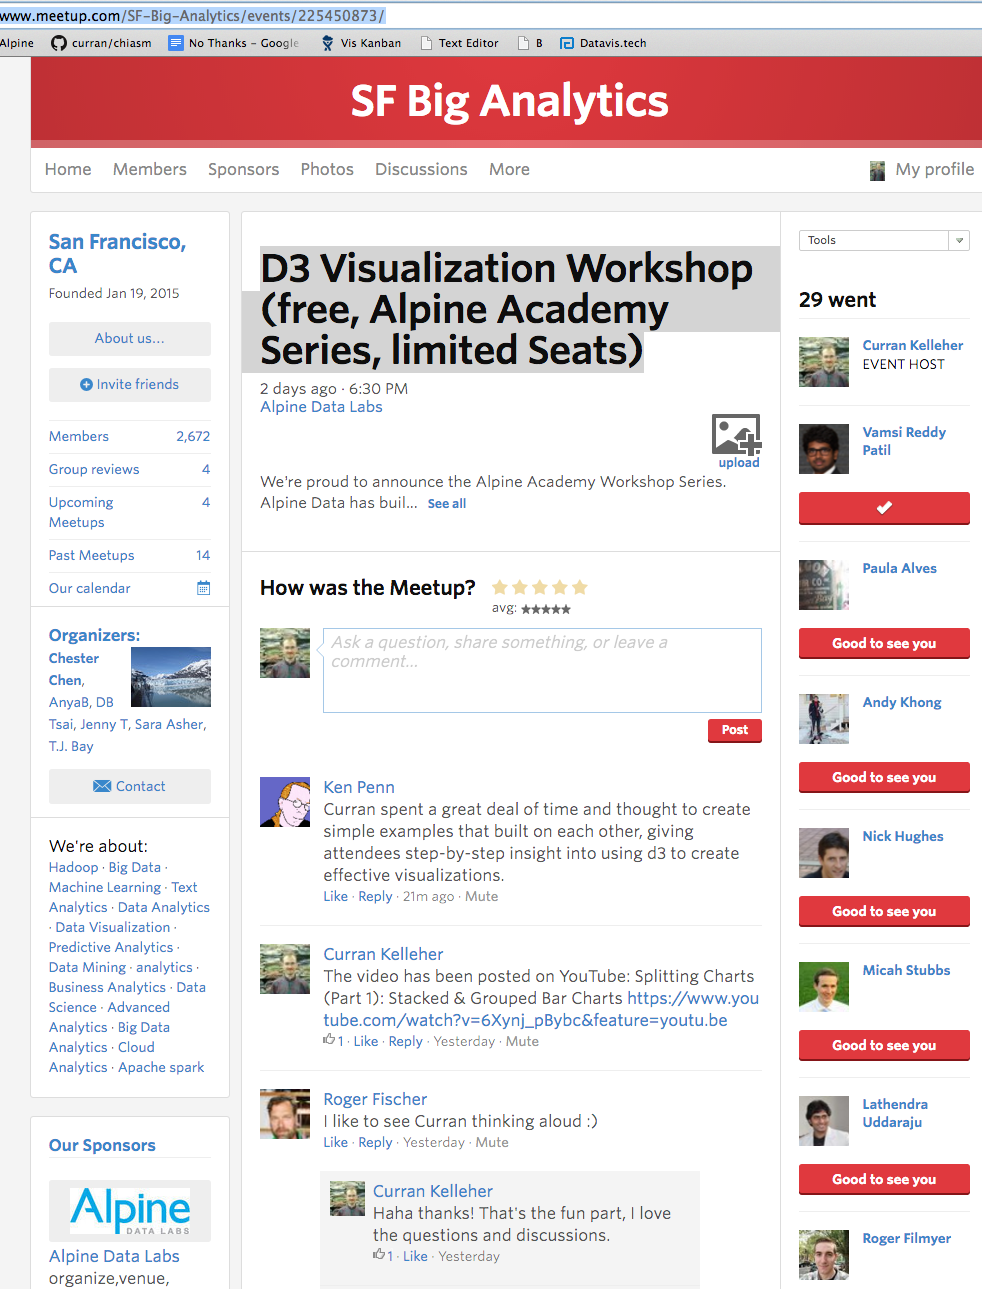 www.meetup.com/SF-Big-Analytics/events/225450873/
Alpine curran/chiasm No Thanks – Google Vis Kanban Text Editor B Datavis.tech
SF Big Analytics
Home Members Sponsors Photos Discussions More My profile
San Francisco,
CA
Founded Jan 19, 2015
About us...
Invite friends
Members 2,672
Group reviews 4
Upcoming
Meetups 4
Past Meetups 14
Our calendar
Organizers:
Chester
Chen,
AnyaB, DB
Tsai, Jenny T, Sara Asher,
T.J. Bay
Contact
We're about:
Hadoop · Big Data ·
Machine Learning · Text
Analytics · Data Analytics
· Data Visualization ·
Predictive Analytics ·
Data Mining · analytics ·
Business Analytics · Data
Science · Advanced
Analytics · Big Data
Analytics · Cloud
Analytics · Apache spark
Our Sponsors
Alpine
DATA LABS
Alpine Data Labs
organize,venue,
D3 Visualization Workshop
(free, Alpine Academy
Series, limited Seats)
2 days ago · 6:30 PM
Alpine Data Labs
upload
We're proud to announce the Alpine Academy Workshop Series.
Alpine Data has buil... See all
How was the Meetup?
avg:
Ask a question, share something, or leave a
comment...
Post
Ken Penn
Curran spent a great deal of time and thought to create
simple examples that built on each other, giving
attendees step-by-step insight into using d3 to create
effective visualizations.
Like · Reply · 21m ago · Mute
Curran Kelleher
The video has been posted on YouTube: Splitting Charts
(Part 1): Stacked & Grouped Bar Charts https://www.you
tube.com/watch?v=6Xynj_pBybc&feature=youtu.be
1 · Like · Reply · Yesterday · Mute
Roger Fischer
I like to see Curran thinking aloud :)
Like · Reply · Yesterday · Mute
Curran Kelleher
Haha thanks! That's the fun part, I love
the questions and discussions.
1 · Like · Yesterday
Tools
29 went
Curran Kelleher
EVENT HOST
Vamsi Reddy
Patil
Paula Alves
Good to see you
Andy Khong
Good to see you
Nick Hughes
Good to see you
Micah Stubbs
Good to see you
Lathendra
Uddaraju
Good to see you
Roger Filmyer